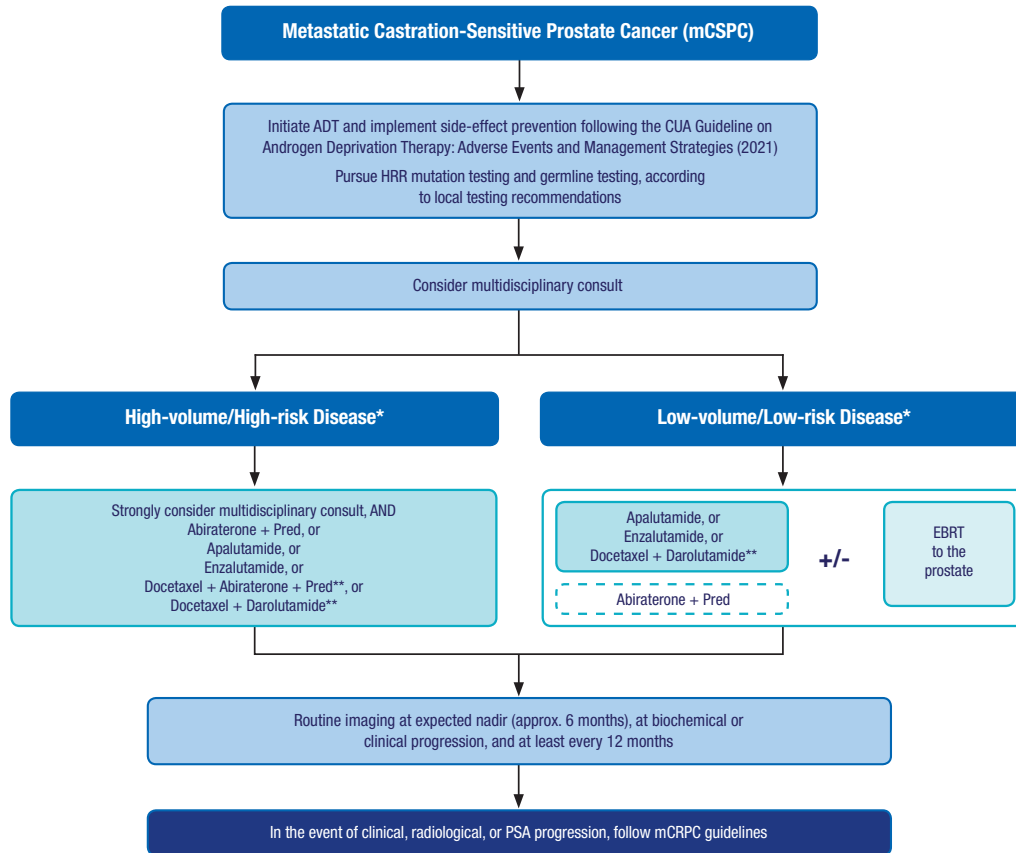 Metastatic Castration-Sensitive Prostate Cancer (mCSPC)
Initiate ADT and implement side-effect prevention following the CUA Guideline on
Androgen Deprivation Therapy: Adverse Events and Management Strategies (2021)
Pursue HRR mutation testing and germline testing, according
to local testing recommendations
Consider multidisciplinary consult
High-volume/High-risk Disease*
Strongly consider multidisciplinary consult, AND
Abiraterone + Pred, or
Apalutamide, or
Enzalutamide, or
Docetaxel + Abiraterone + Pred**, or
Docetaxel + Darolutamide**
Low-volume/Low-risk Disease*
Apalutamide, or
Enzalutamide, or
Docetaxel + Darolutamide**
Abiraterone + Pred
+/-
EBRT
to the
prostate
Routine imaging at expected nadir (approx. 6 months), at biochemical or
clinical progression, and at least every 12 months
In the event of clinical, radiological, or PSA progression, follow mCRPC guidelines